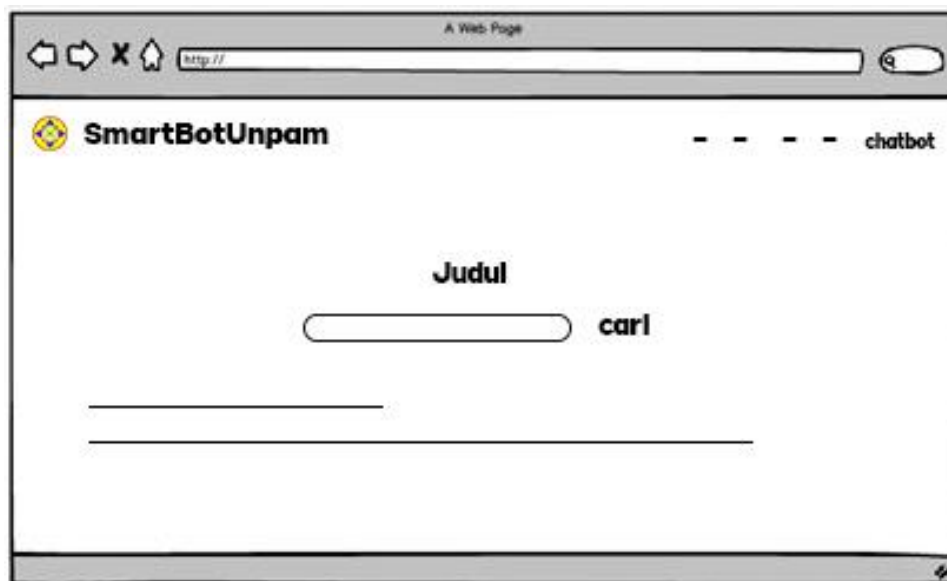 A Web Page
http://
SmartBotUnpam
- - - - chatbot
Judul
cari